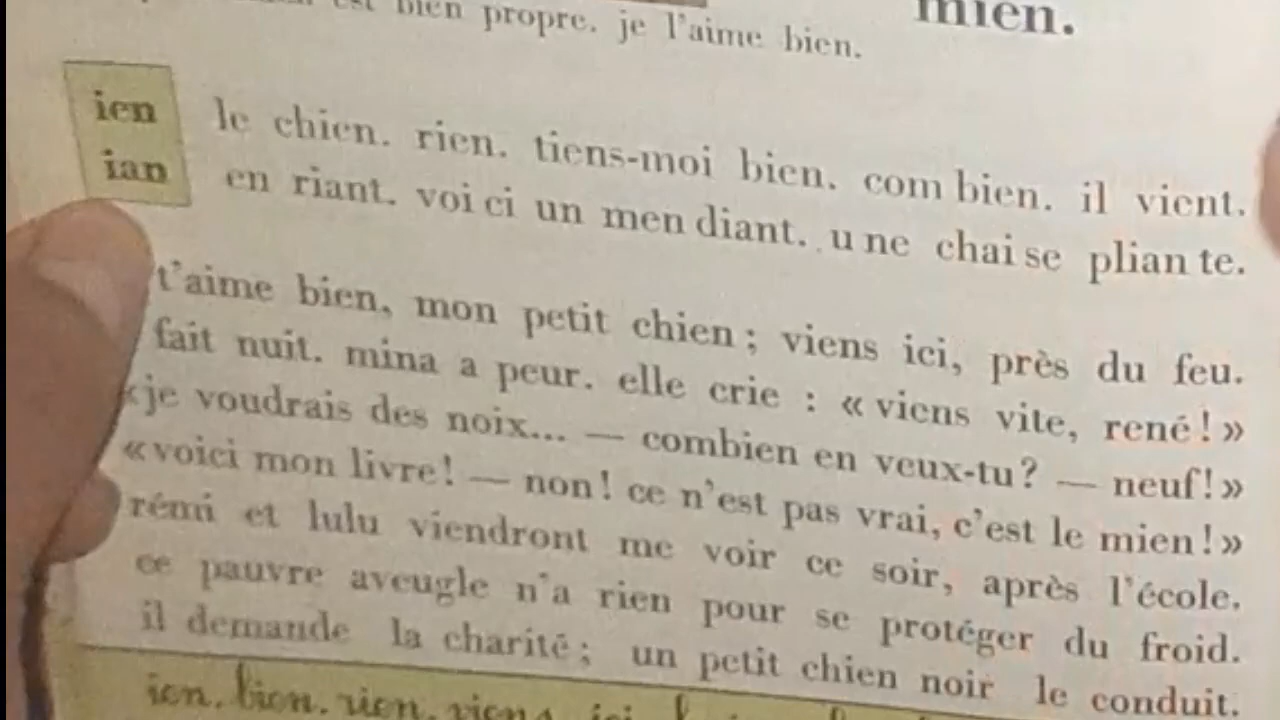 est bien propre. je l'aime bien.
mien.
ien
ian
le chien. rien. tiens-moi bien. com bien. il vient.
en riant. voi ci un men diant. u ne chai se plian te.
t'aime bien, mon petit chien ; viens ici, près du feu.
fait nuit. mina a peur. elle crie : « viens vite, rené ! »
« je voudrais des noix... — combien en veux-tu ? — neuf ! »
« voici mon livre ! — non ! ce n'est pas vrai, c'est le mien ! »
rémi et lulu viendront me voir ce soir, après l'école.
ce pauvre aveugle n'a rien pour se protéger du froid.
il demande la charité ; un petit chien noir le conduit.
ien. bien. rien. viens ici